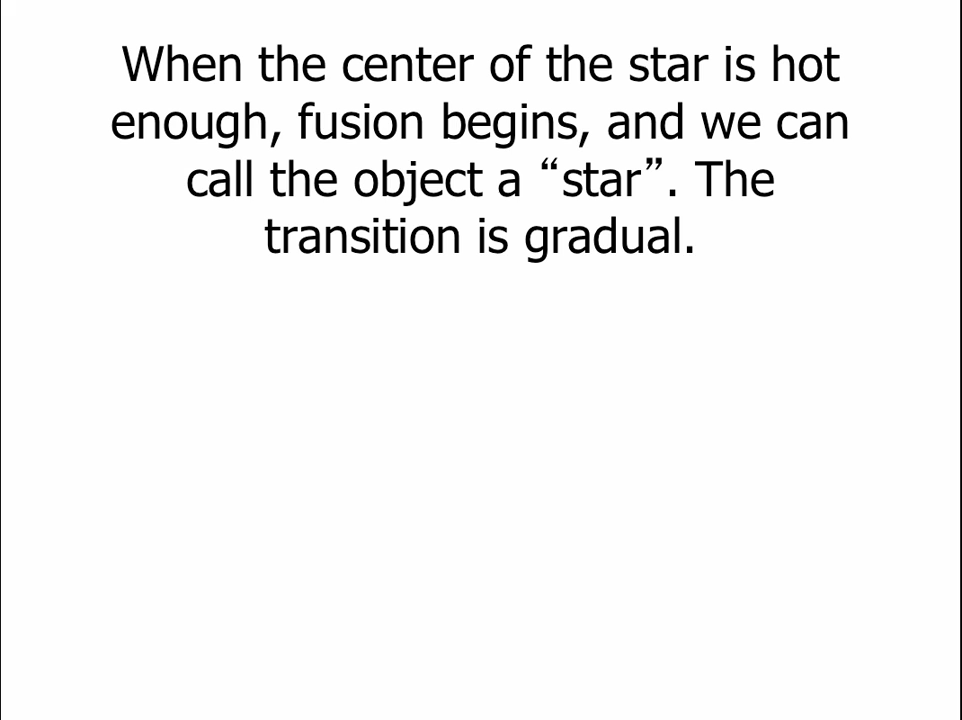 When the center of the star is hot
enough, fusion begins, and we can
call the object a “star”. The
transition is gradual.